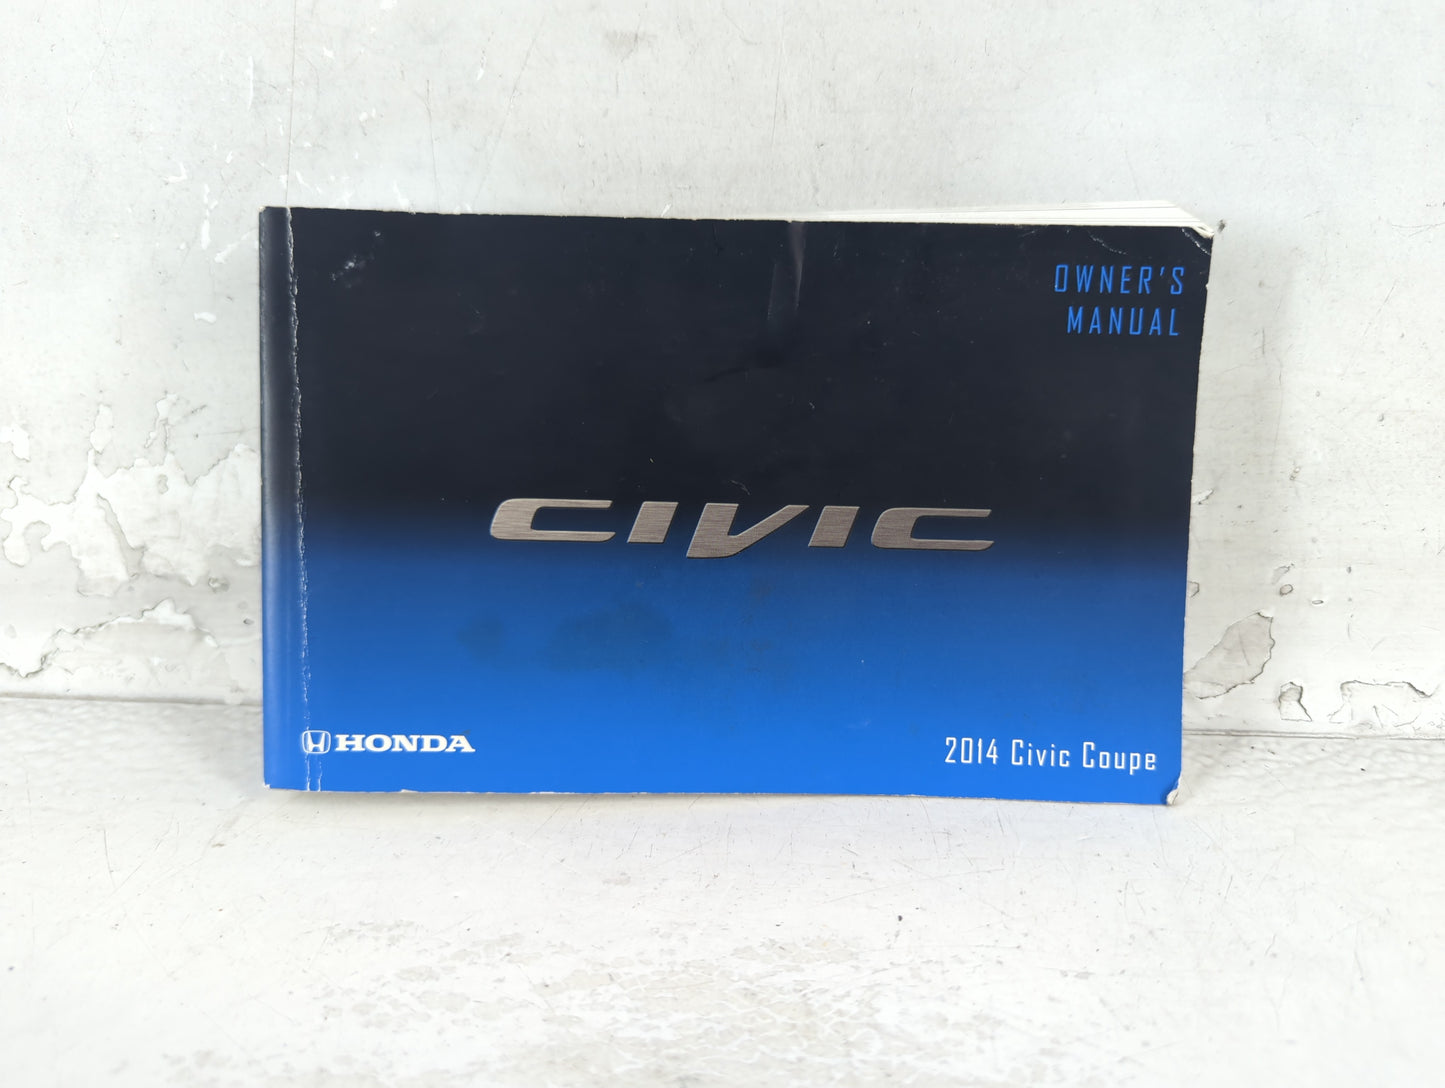 OWNER'S
MANUAL
CIVIC
HONDA
2014 Civic Coupe